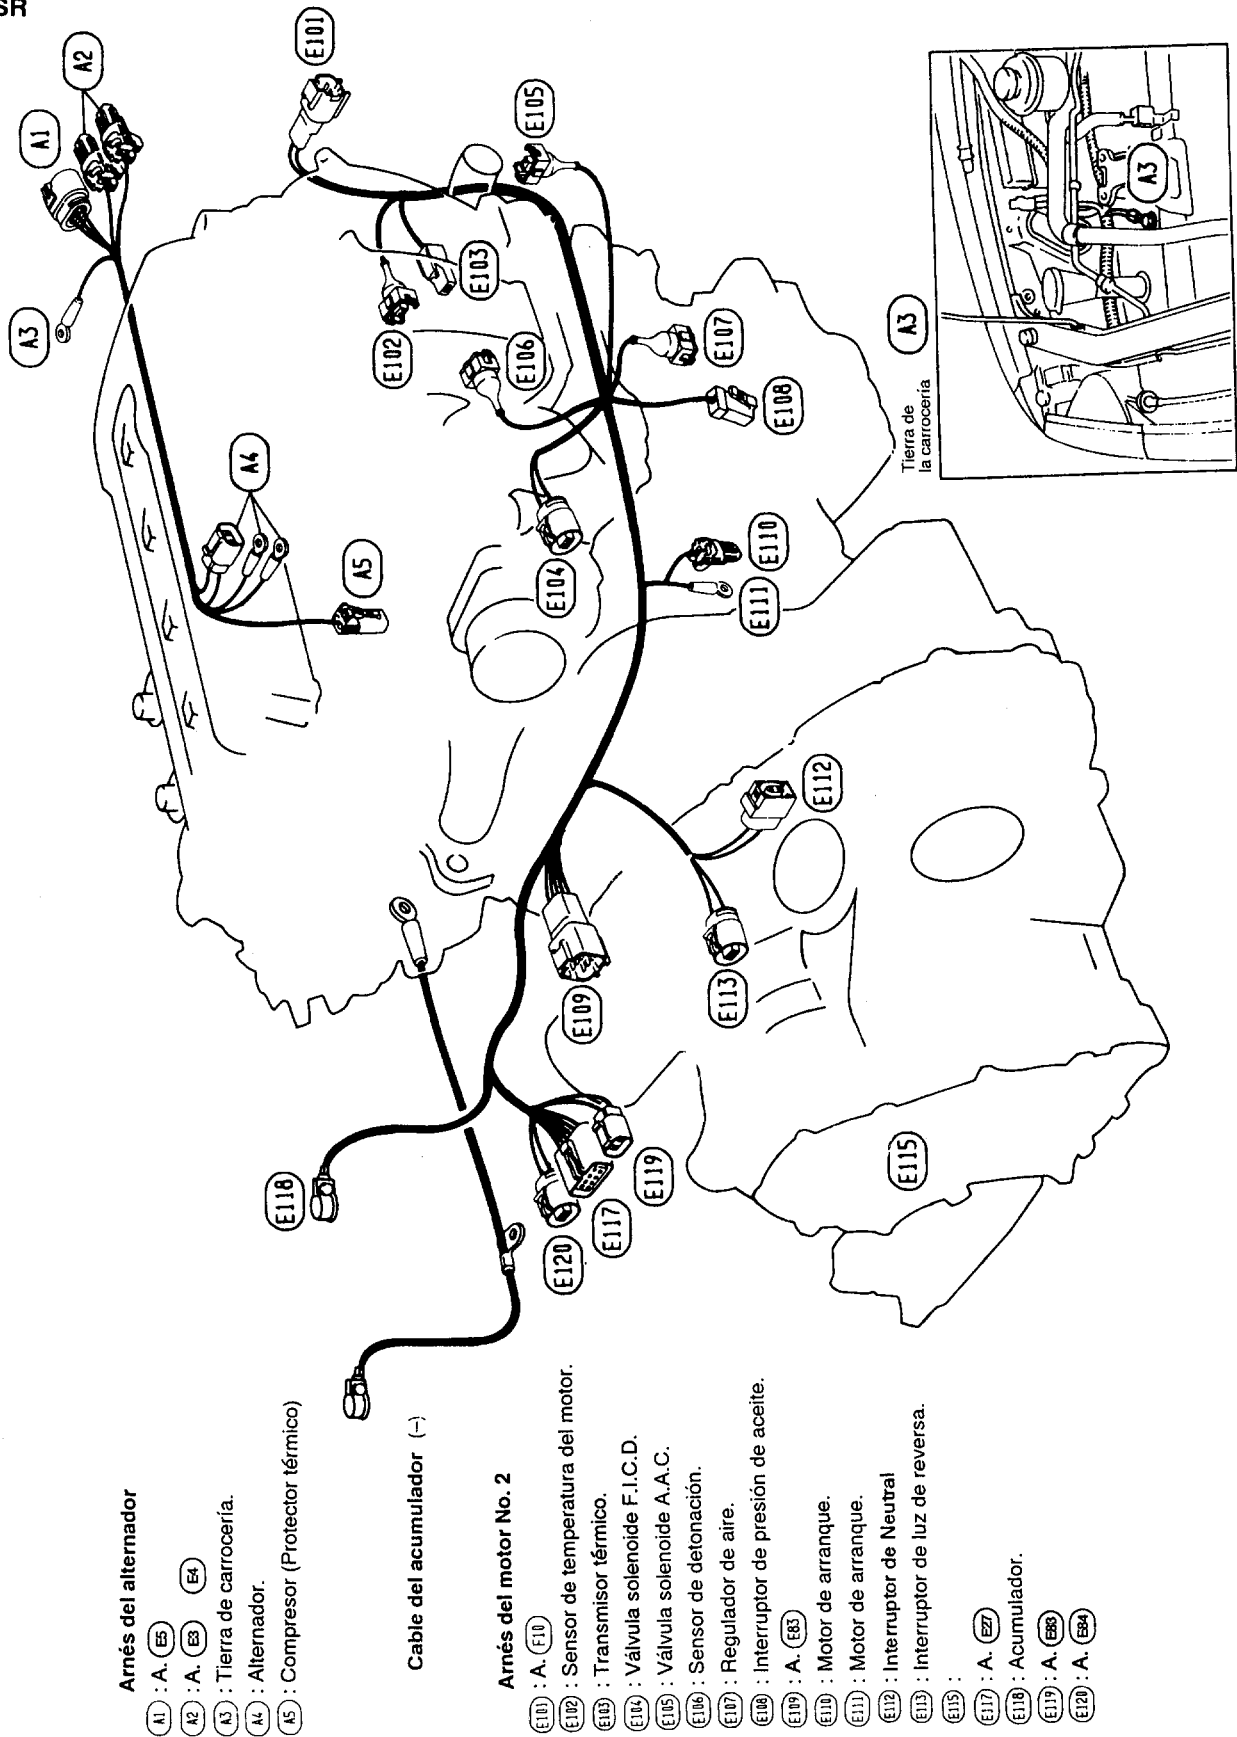 SR
Arnés del alternador
A1 : A. E5
A2 : A. E3 E4
A3 : Tierra de carrocería.
A4 : Alternador.
A5 : Compresor (Protector térmico)
Cable del acumulador (−)
Arnés del motor No. 2
E101 : A. F10
E102 : Sensor de temperatura del motor.
E103 : Transmisor térmico.
E104 : Válvula solenoide F.I.C.D.
E105 : Válvula solenoide A.A.C.
E106 : Sensor de detonación.
E107 : Regulador de aire.
E108 : Interruptor de presión de aceite.
E109 : A. E83
E110 : Motor de arranque.
E111 : Motor de arranque.
E112 : Interruptor de Neutral
E113 : Interruptor de luz de reversa.
E115 :
E117 : A. E27
E118 : Acumulador.
E119 : A.
E120 : A. E84
A1
A2
A3
A4
A5
E101
E102
E103
E104
E105
E106
E107
E108
E109
E110
E111
E112
E113
E115
E117
E118
E119
E120
Tierra de
la carrocería
A3
A3